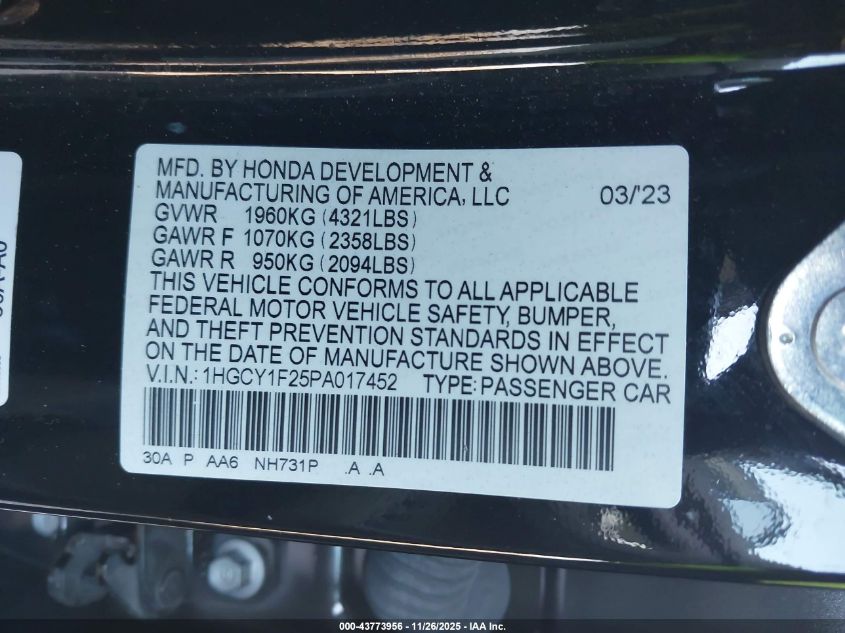 MFD. BY HONDA DEVELOPMENT &
MANUFACTURING OF AMERICA, LLC 03/'23
GVWR 1960KG (4321LBS)
GAWR F 1070KG (2358LBS)
GAWR R 950KG (2094LBS)
THIS VEHICLE CONFORMS TO ALL APPLICABLE
FEDERAL MOTOR VEHICLE SAFETY, BUMPER,
AND THEFT PREVENTION STANDARDS IN EFFECT
ON THE DATE OF MANUFACTURE SHOWN ABOVE.
V.I.N.: 1HGCY1F25PA017452 TYPE: PASSENGER CAR
30A P AA6 NH731P .A .A
000-43773956 - 11/26/2025 - IAA Inc.